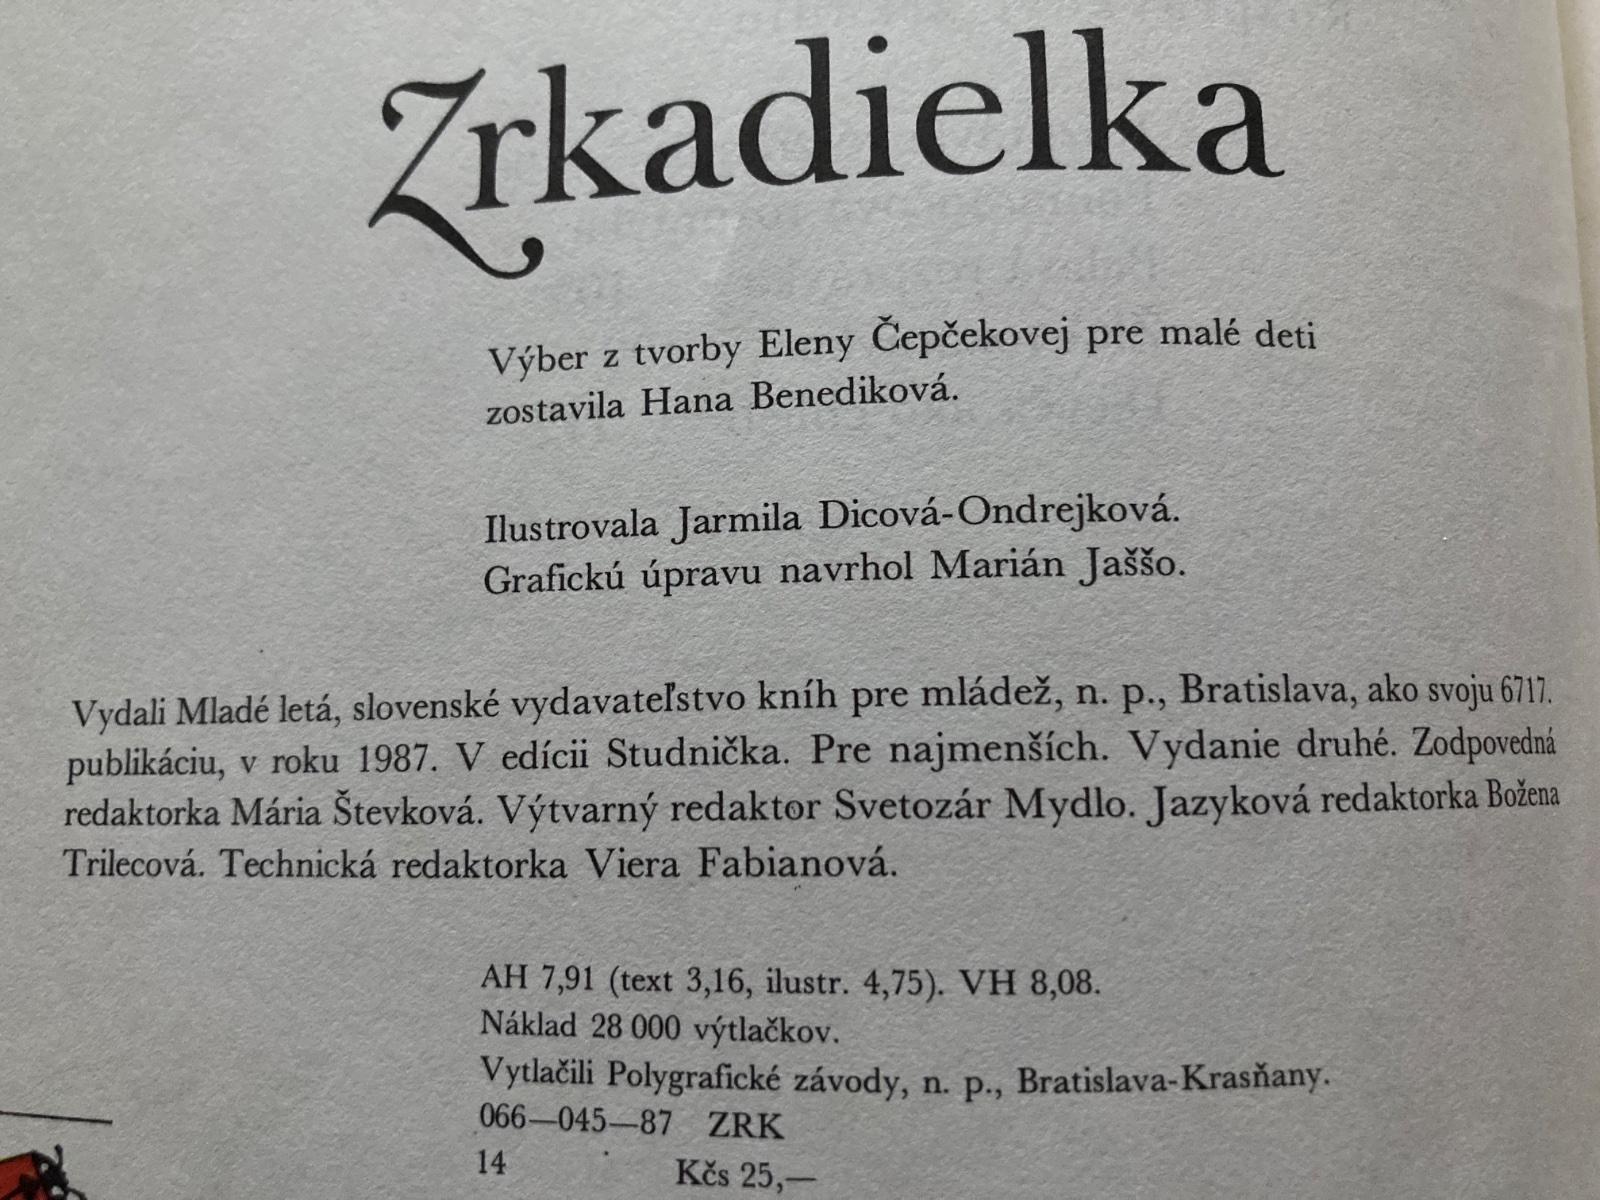 Zrkadielka
Výber z tvorby Eleny Čepčekovej pre malé deti
zostavila Hana Benediková.
Ilustrovala Jarmila Dicová-Ondrejková.
Grafickú úpravu navrhol Marián Jaššo.
Vydali Mladé letá, slovenské vydavateľstvo kníh pre mládež, n. p., Bratislava, ako svoju 6717.
publikáciu, v roku 1987. V edícii Studnička. Pre najmenších. Vydanie druhé. Zodpovedná
redaktorka Mária Števková. Výtvarný redaktor Svetozár Mydlo. Jazyková redaktorka Božena
Trilecová. Technická redaktorka Viera Fabianová.
AH 7,91 (text 3,16, ilustr. 4,75). VH 8,08.
Náklad 28 000 výtlačkov.
Vytlačili Polygrafické závody, n. p., Bratislava-Krasňany.
066—045—87 ZRK
14 Kčs 25,—